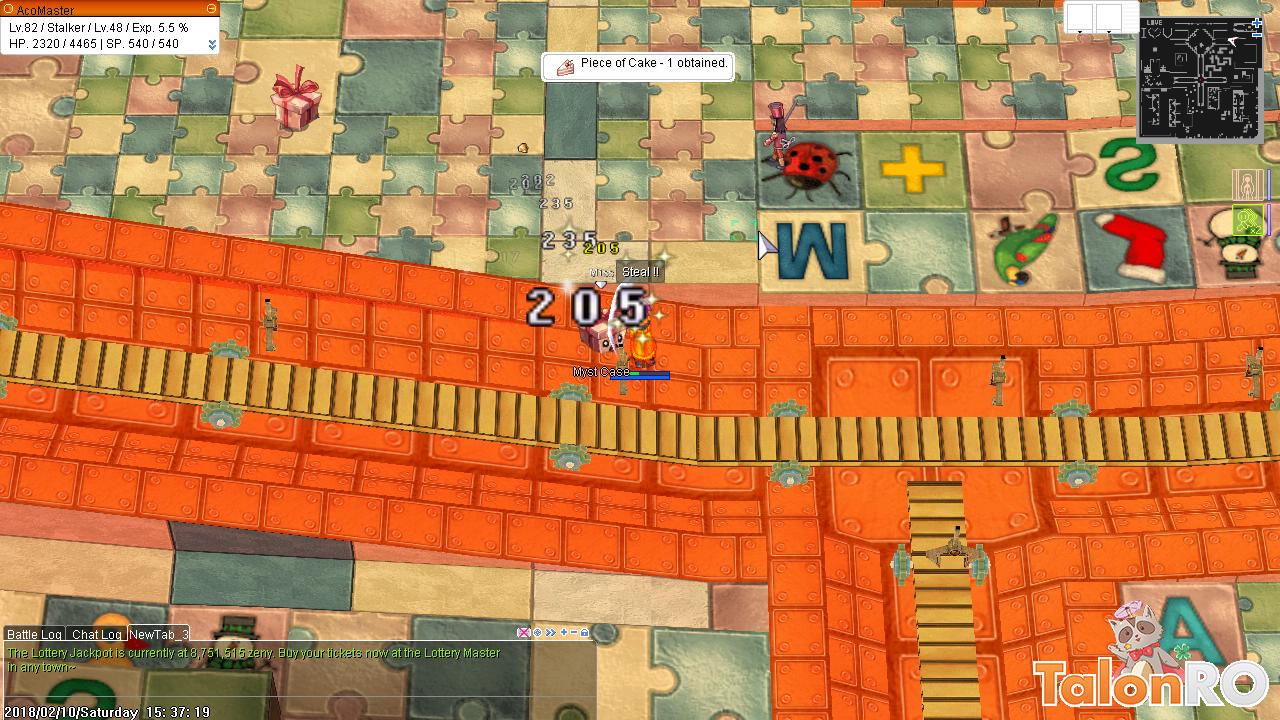 AcoMaster
Lv.82 / Stalker / Lv.48 / Exp. 5.5 %
HP. 2320 / 4465 | SP. 540 / 540
Piece of Cake - 1 obtained.
LOVE
S
235
235
205
W
Miss
Steal !!
205
Myst Case
A
Battle Log
Chat Log
NewTab_3
The Lottery Jackpot is currently at 8,751,515 zeny. Buy your tickets now at the Lottery Master
in any town~
2018/02/10/Saturday 15:37:19
TalonRO